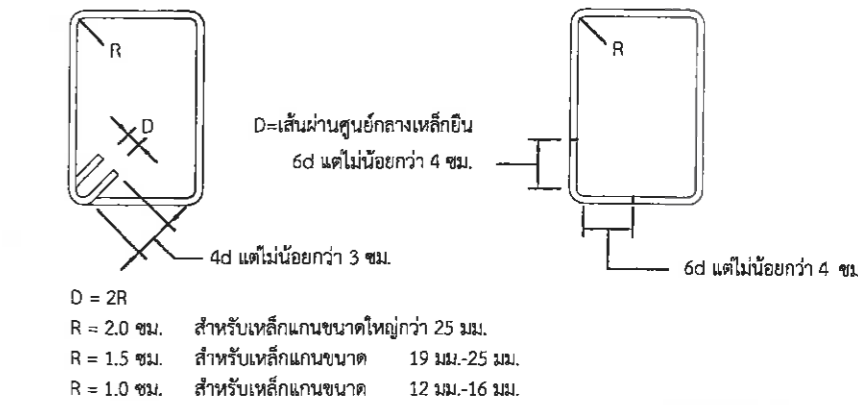 R
R
D
D=เส้นผ่านศูนย์กลางเหล็กยืน
6d แต่ไม่น้อยกว่า 4 ซม.
4d แต่ไม่น้อยกว่า 3 ซม.
6d แต่ไม่น้อยกว่า 4 ซม
D = 2R
R = 2.0 ซม. สำหรับเหล็กแกนขนาดใหญ่กว่า 25 มม.
R = 1.5 ซม. สำหรับเหล็กแกนขนาด 19 มม.-25 มม.
R = 1.0 ซม. สำหรับเหล็กแกนขนาด 12 มม.-16 มม.